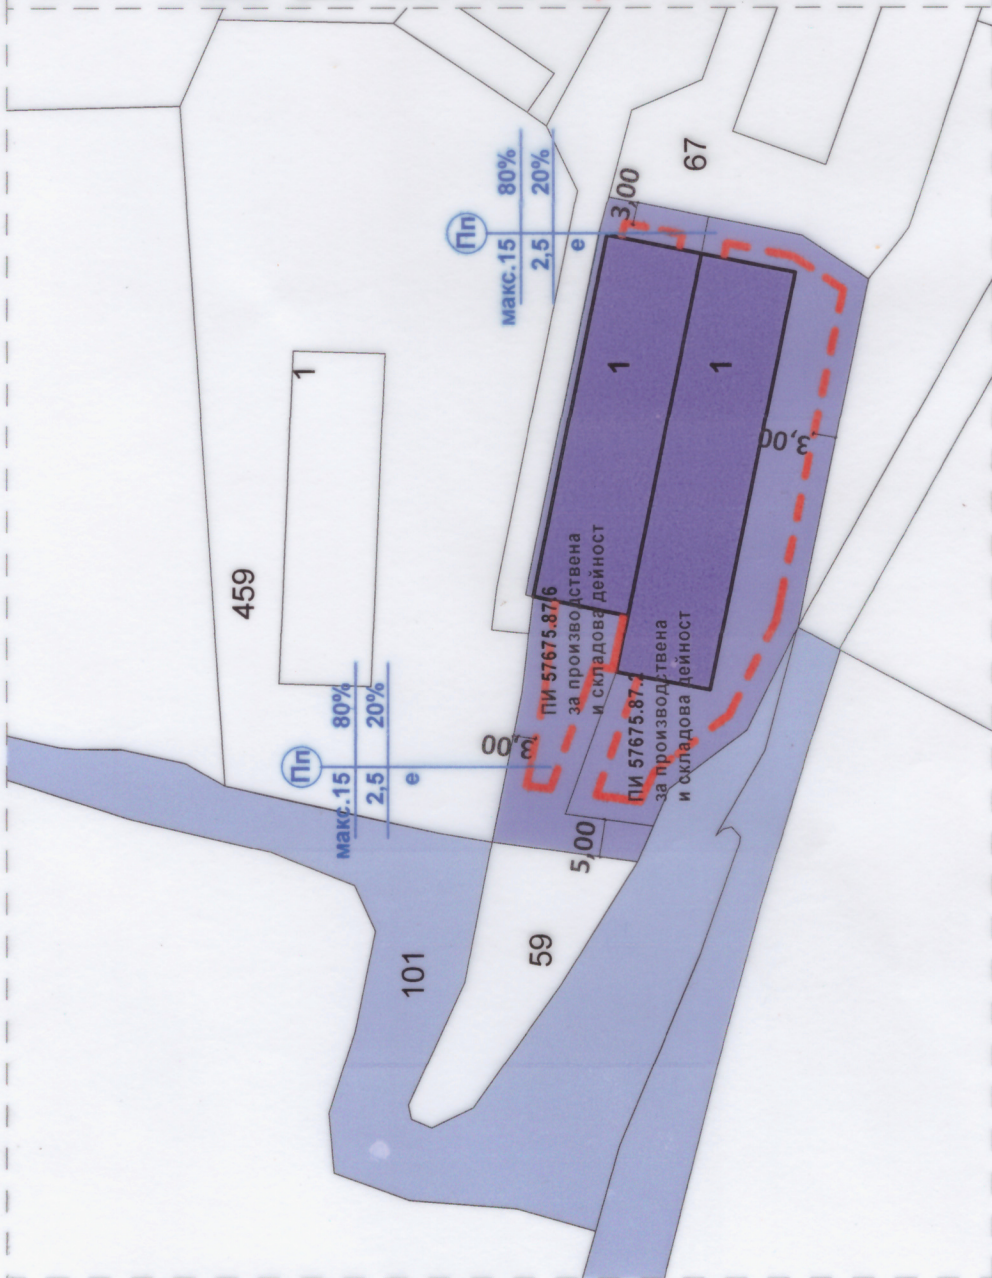 67
3,00
Пп
макс.15 80%
2,5 20%
е
1
1
1
3,00
459
ПИ 57675.87.6
за производствена
и складова дейност
ПИ 57675.87.
за производствена
и складова дейност
Пп
макс.15 80%
2,5 20%
е
3,00
5,00
101
59